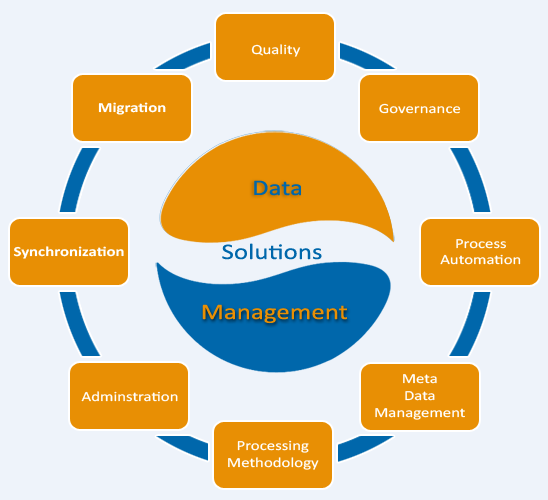 Quality
Migration
Governance
Data
Synchronization
Solutions
Process
Automation
Management
Adminstration
Meta
Data
Management
Processing
Methodology